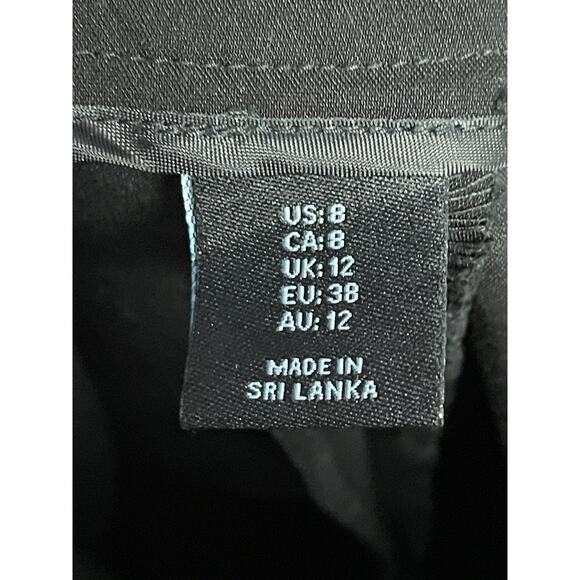 US: 8
CA: 8
UK: 12
EU: 38
AU: 12
MADE IN
SRI LANKA